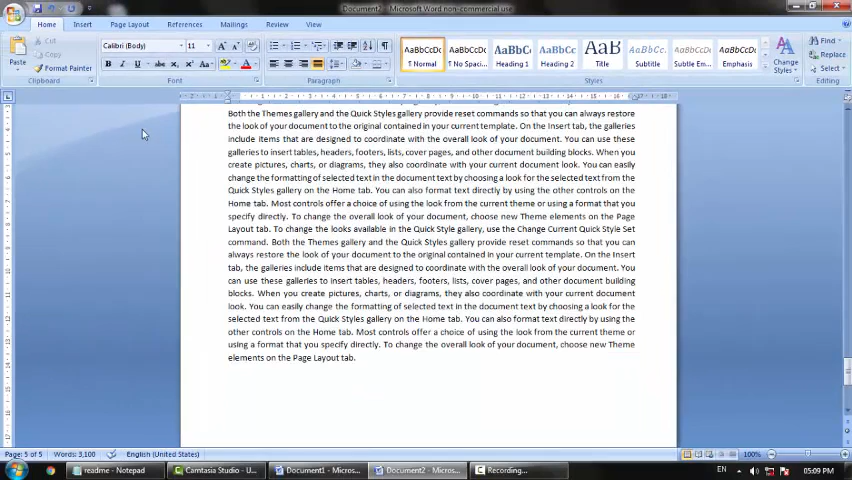 Document2 - Microsoft Word non-commercial use
Home Insert Page Layout References Mailings Review View
Paste Cut Copy Format Painter
Clipboard
Calibri (Body) 11
Font
Paragraph
AaBbCcDc AaBbCcDc AaBbC AaBbCc AaB AaBbCc. AaBbCcDc AaBbCcDc
¶ Normal ¶ No Spaci... Heading 1 Heading 2 Title Subtitle Subtle Em... Emphasis
Change Styles
Styles
Find
Replace
Select
Editing
Both the Themes gallery and the Quick Styles gallery provide reset commands so that you can always restore
the look of your document to the original contained in your current template. On the Insert tab, the galleries
include items that are designed to coordinate with the overall look of your document. You can use these
galleries to insert tables, headers, footers, lists, cover pages, and other document building blocks. When you
create pictures, charts, or diagrams, they also coordinate with your current document look. You can easily
change the formatting of selected text in the document text by choosing a look for the selected text from the
Quick Styles gallery on the Home tab. You can also format text directly by using the other controls on the
Home tab. Most controls offer a choice of using the look from the current theme or using a format that you
specify directly. To change the overall look of your document, choose new Theme elements on the Page
Layout tab. To change the looks available in the Quick Style gallery, use the Change Current Quick Style Set
command. Both the Themes gallery and the Quick Styles gallery provide reset commands so that you can
always restore the look of your document to the original contained in your current template. On the Insert
tab, the galleries include items that are designed to coordinate with the overall look of your document. You
can use these galleries to insert tables, headers, footers, lists, cover pages, and other document building
blocks. When you create pictures, charts, or diagrams, they also coordinate with your current document
look. You can easily change the formatting of selected text in the document text by choosing a look for the
selected text from the Quick Styles gallery on the Home tab. You can also format text directly by using the
other controls on the Home tab. Most controls offer a choice of using the look from the current theme or
using a format that you specify directly. To change the overall look of your document, choose new Theme
elements on the Page Layout tab.
Page: 5 of 5 Words: 3,100 English (United States) 100%
readme - Notepad Camtasia Studio - U... Document1 - Micros... Document2 - Micros... Recording... EN 05:09 PM